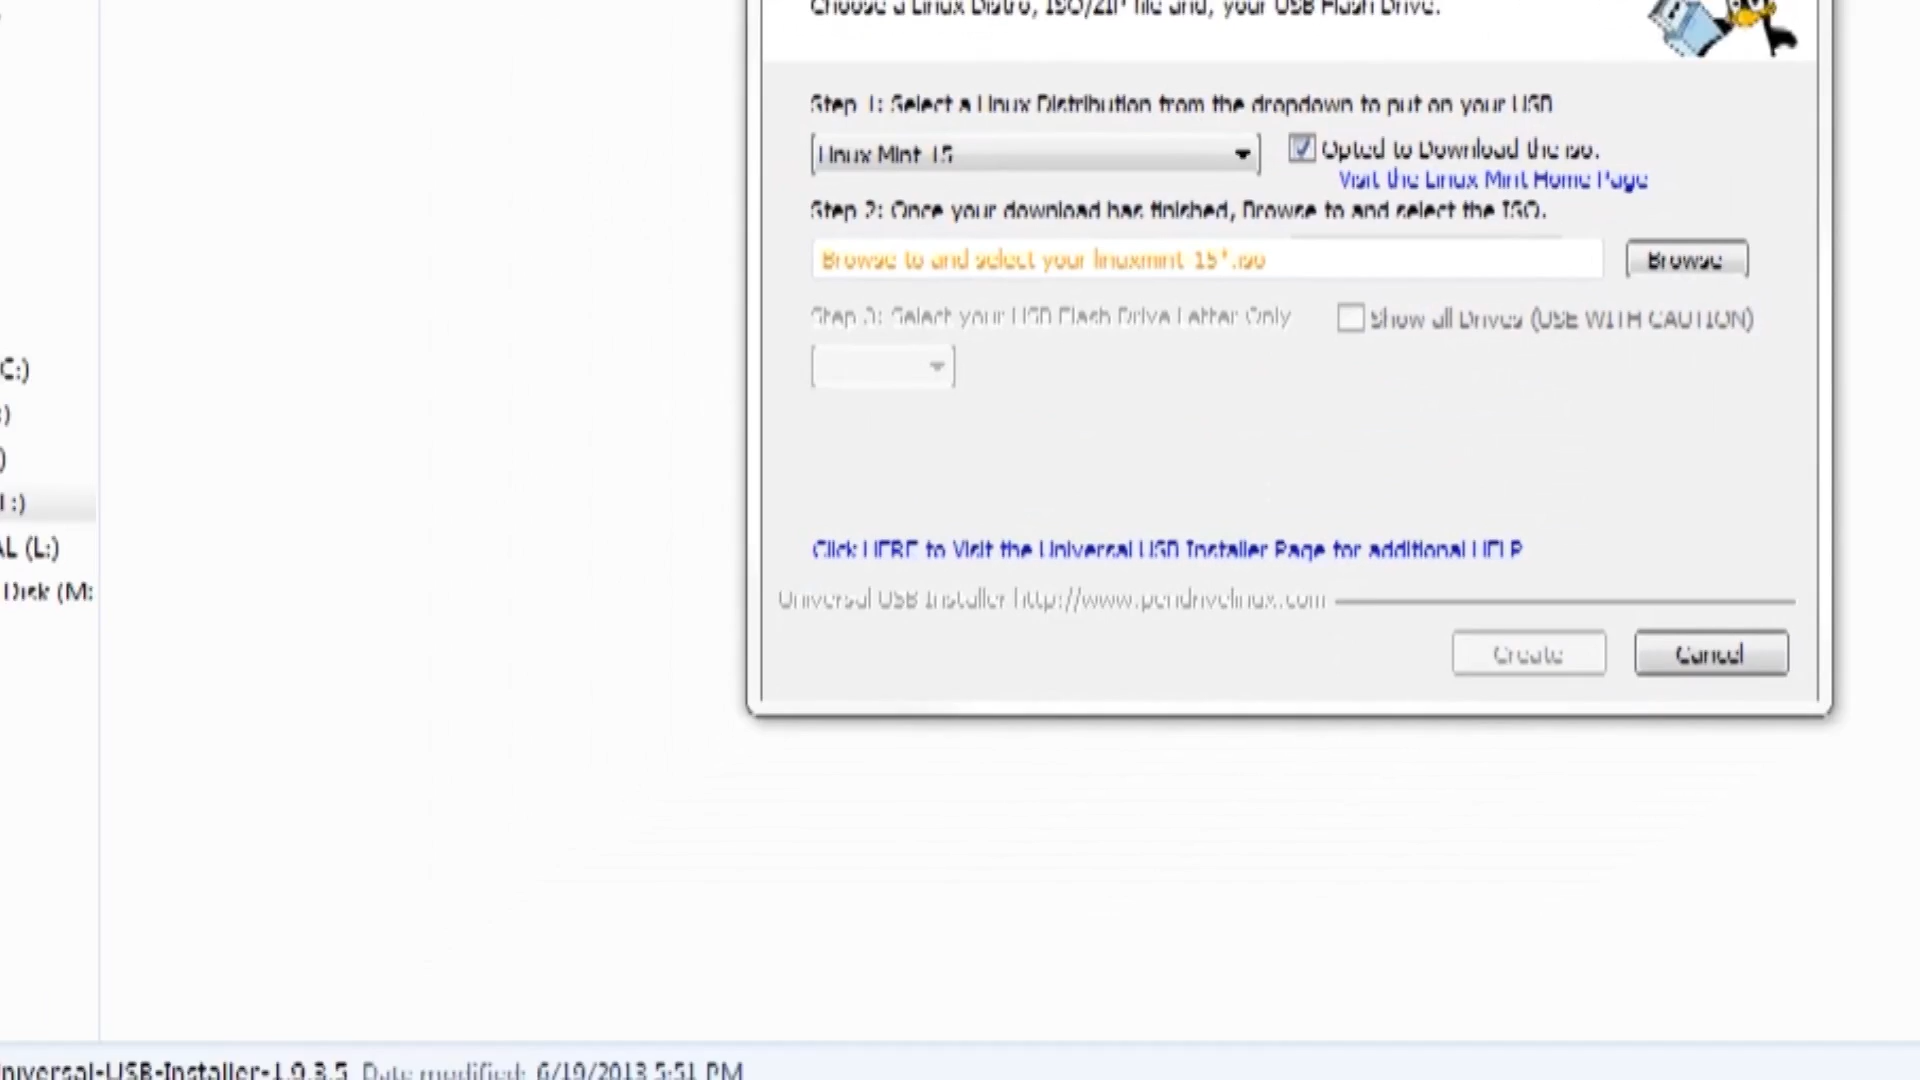 Choose a Linux Distro, ISO/ZIP file and, your USB Flash Drive.
Step 1: Select a Linux Distribution from the dropdown to put on your USB
Linux Mint 15
Opted to Download the iso.
Visit the Linux Mint Home Page
Step 2: Once your download has finished, Browse to and select the ISO.
Browse to and select your linuxmint-15*.iso
Browse
Step 3: Select your USB Flash Drive Letter Only
Show all Drives (USE WITH CAUTION)
C:)
:)
)
I:)
AL (L:)
Disk (M:
Click HERE to Visit the Universal USB Installer Page for additional HELP
Universal USB Installer http://www.pendrivelinux.com
Create
Cancel
niversal-USB-Installer-1.9.3.5 Date modified: 6/19/2013 5:51 PM